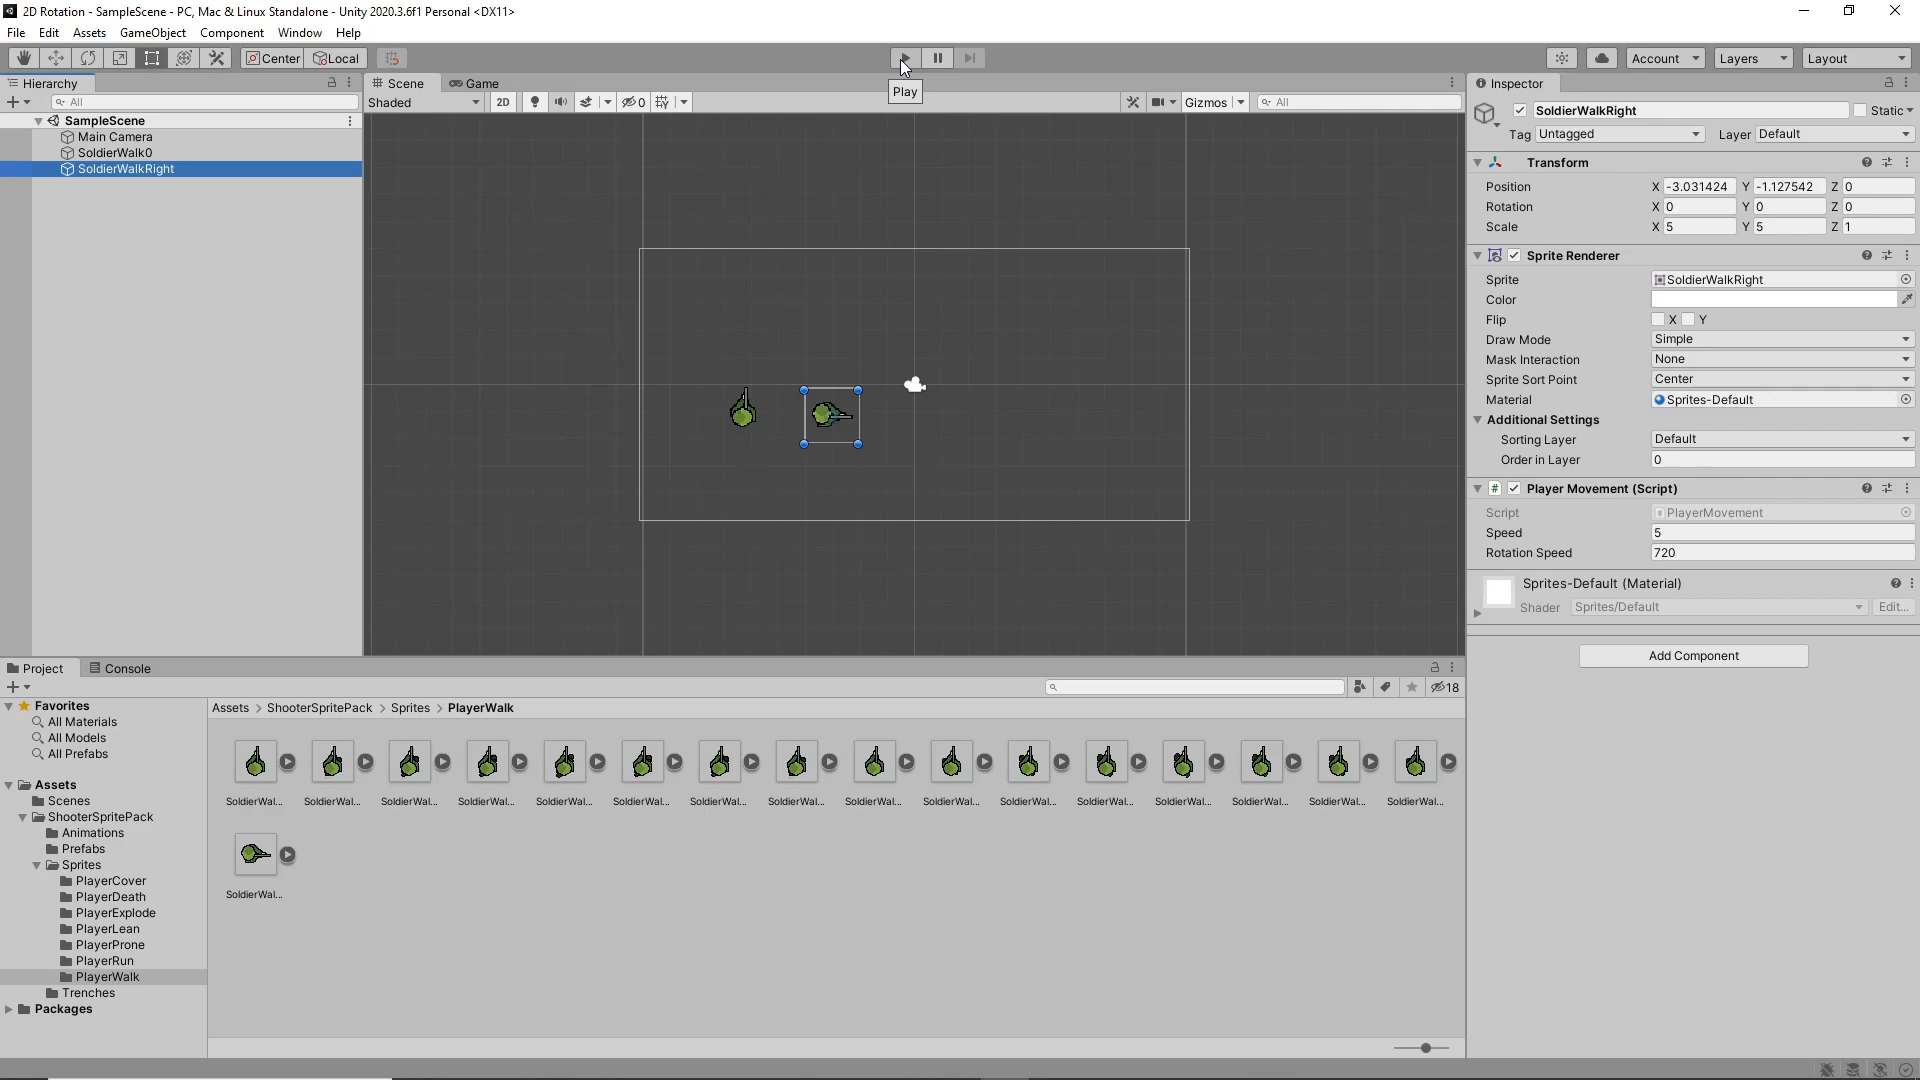 2D Rotation - SampleScene - PC, Mac & Linux Standalone - Unity 2020.3.6f1 Personal <DX11>
File Edit Assets GameObject Component Window Help
Center Local Account Layers Layout
Play
Hierarchy
All
SampleScene
Main Camera
SoldierWalk0
SoldierWalkRight
Scene Game
Shaded 2D 0 Gizmos All
Inspector
SoldierWalkRight Static
Tag Untagged Layer Default
Transform
Position X -3.031424 Y -1.127542 Z 0
Rotation X 0 Y 0 Z 0
Scale X 5 Y 5 Z 1
Sprite Renderer
Sprite SoldierWalkRight
Color
Flip X Y
Draw Mode Simple
Mask Interaction None
Sprite Sort Point Center
Material Sprites-Default
Additional Settings
Sorting Layer Default
Order in Layer 0
# Player Movement (Script)
Script PlayerMovement
Speed 5
Rotation Speed 720
Sprites-Default (Material)
Shader Sprites/Default Edit...
Add Component
Project Console
18
Favorites
All Materials
All Models
All Prefabs
Assets
Scenes
ShooterSpritePack
Animations
Prefabs
Sprites
PlayerCover
PlayerDeath
PlayerExplode
PlayerLean
PlayerProne
PlayerRun
PlayerWalk
Trenches
Packages
Assets > ShooterSpritePack > Sprites > PlayerWalk
SoldierWal... SoldierWal... SoldierWal... SoldierWal... SoldierWal... SoldierWal... SoldierWal... SoldierWal... SoldierWal... SoldierWal... SoldierWal... SoldierWal... SoldierWal... SoldierWal... SoldierWal... SoldierWal...
SoldierWal...